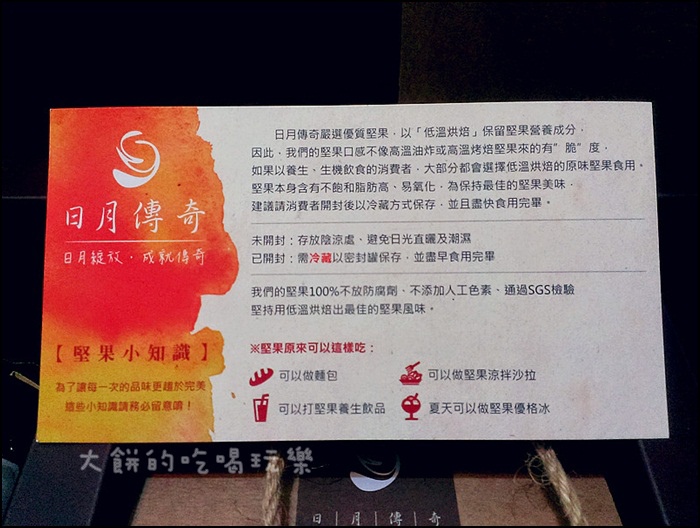 日月傳奇
日月綻放．成就傳奇
【堅果小知識】
為了讓每一次的品味更趨於完美
這些小知識請務必留意唷！
日月傳奇嚴選優質堅果，以「低溫烘焙」保留堅果營養成分，
因此，我們的堅果口感不像高溫油炸或高溫烤焙堅果來的有"脆"度，
如果以養生、生機飲食的消費者，大部分都會選擇低溫烘焙的原味堅果食用。
堅果本身含有不飽和脂肪高、易氧化，為保持最佳的堅果美味，
建議請消費者開封後以冷藏方式保存，並且盡快食用完畢。
未開封：存放陰涼處、避免日光直曬及潮濕
已開封：需冷藏以密封罐保存，並盡早食用完畢
我們的堅果100%不放防腐劑、不添加人工色素、通過SGS檢驗
堅持用低溫烘焙出最佳的堅果風味。
※堅果原來可以這樣吃：
可以做麵包
可以做堅果涼拌沙拉
可以打堅果養生飲品
夏天可以做堅果優格冰
大餅的吃喝玩樂
日｜月｜傳｜奇